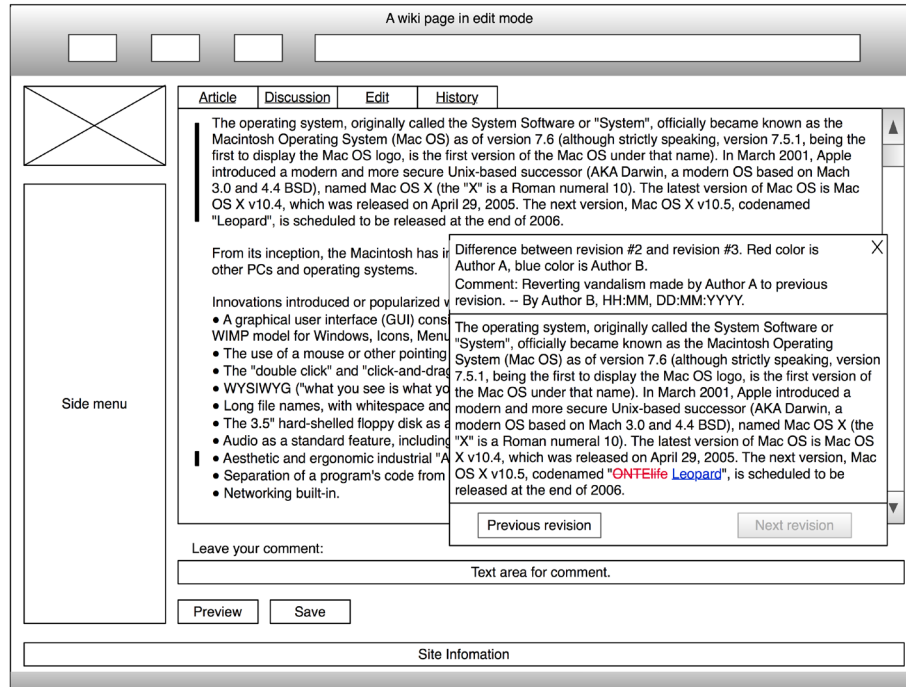 A wiki page in edit mode
Article
Discussion
Edit
History
The operating system, originally called the System Software or "System", officially became known as the
Macintosh Operating System (Mac OS) as of version 7.6 (although strictly speaking, version 7.5.1, being the
first to display the Mac OS logo, is the first version of the Mac OS under that name). In March 2001, Apple
introduced a modern and more secure Unix-based successor (AKA Darwin, a modern OS based on Mach
3.0 and 4.4 BSD), named Mac OS X (the "X" is a Roman numeral 10). The latest version of Mac OS is Mac
OS X v10.4, which was released on April 29, 2005. The next version, Mac OS X v10.5, codenamed
"Leopard", is scheduled to be released at the end of 2006.
From its inception, the Macintosh has
other PCs and operating systems.
Innovations introduced or popularized
• A graphical user interface (GUI)
WIMP model for Windows, Icons,
• The use of a mouse or other pointing
• The "double click" and
• WYSIWYG ("what you see is what
• Long file names, with whitespace
• The 3.5" hard-shelled floppy disk as
• Audio as a standard feature, including
• Aesthetic and ergonomic industrial
• Separation of a program's code from
• Networking built-in.
Side menu
Difference between revision #2 and revision #3. Red color is
Author A, blue color is Author B.
X
Comment: Reverting vandalism made by Author A to previous
revision. -- By Author B, HH:MM, DD:MM:YYYY.
The operating system, originally called the System Software or
"System", officially became known as the Macintosh Operating
System (Mac OS) as of version 7.6 (although strictly speaking, version
7.5.1, being the first to display the Mac OS logo, is the first version of
the Mac OS under that name). In March 2001, Apple introduced a
modern and more secure Unix-based successor (AKA Darwin, a
modern OS based on Mach 3.0 and 4.4 BSD), named Mac OS X (the
"X" is a Roman numeral 10). The latest version of Mac OS is Mac OS
X v10.4, which was released on April 29, 2005. The next version, Mac
OS X v10.5, codenamed "ONTElife Leopard", is scheduled to be
released at the end of 2006.
Previous revision
Next revision
Leave your comment:
Text area for comment.
Preview
Save
Site Infomation